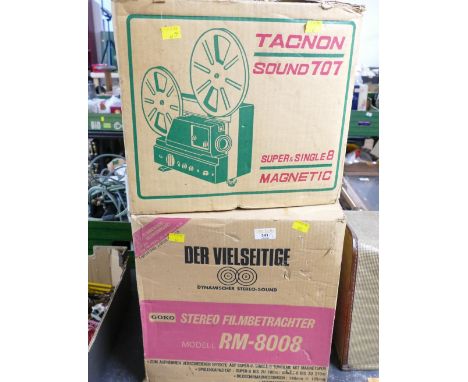 TACNON
SOUND 707
SUPER & SINGLE 8
MAGNETIC
DER VIELSEITIGE
DYNAMISCHER STEREO-SOUND
GOKO STEREO FILMBETRACHTER
MODELL RM-8008